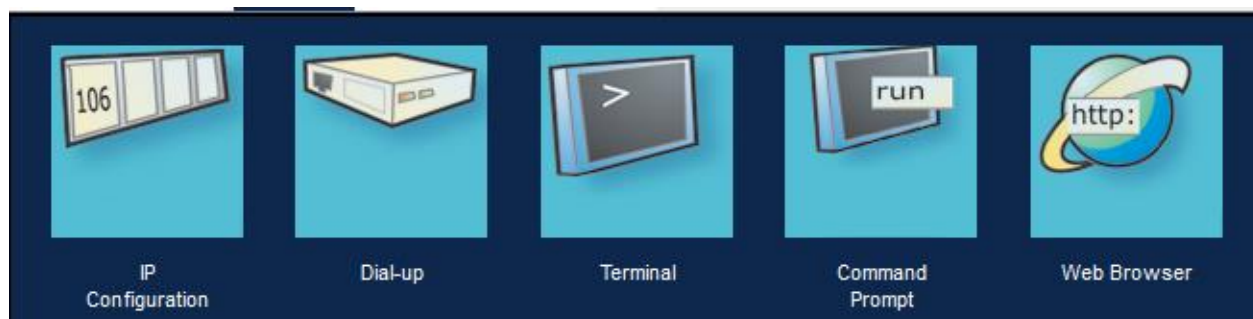 106
>
run
http:
IP
Configuration
Dial-up
Terminal
Command
Prompt
Web Browser